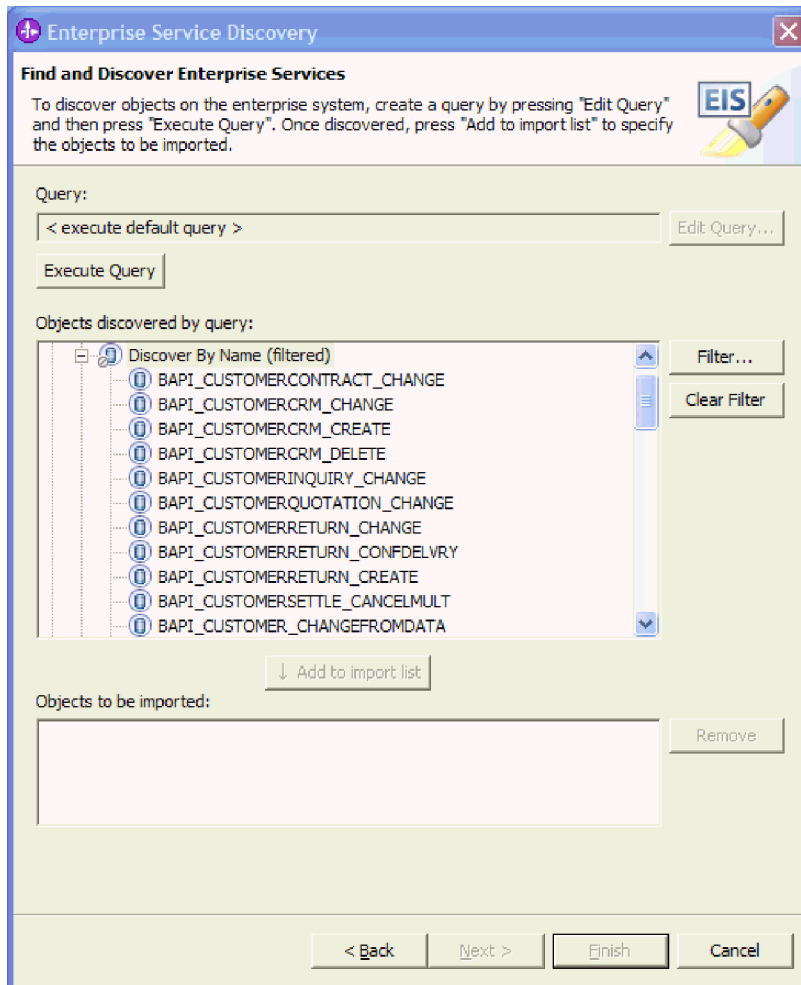 Enterprise Service Discovery
Find and Discover Enterprise Services
To discover objects on the enterprise system, create a query by pressing "Edit Query"
and then press "Execute Query". Once discovered, press "Add to import list" to specify
the objects to be imported.
EIS
Query:
< execute default query >
Edit Query...
Execute Query
Objects discovered by query:
Discover By Name (filtered)
Filter...
BAPI_CUSTOMERCONTRACT_CHANGE
BAPI_CUSTOMERCRM_CHANGE
Clear Filter
BAPI_CUSTOMERCRM_CREATE
BAPI_CUSTOMERCRM_DELETE
BAPI_CUSTOMERINQUIRY_CHANGE
BAPI_CUSTOMERQUOTATION_CHANGE
BAPI_CUSTOMERRETURN_CHANGE
BAPI_CUSTOMERRETURN_CONFDELVRY
BAPI_CUSTOMERRETURN_CREATE
BAPI_CUSTOMERSETTLE_CANCELMULT
BAPI_CUSTOMER_CHANGEFROMDATA
↓ Add to import list
Objects to be imported:
Remove
< Back
Next >
Finish
Cancel